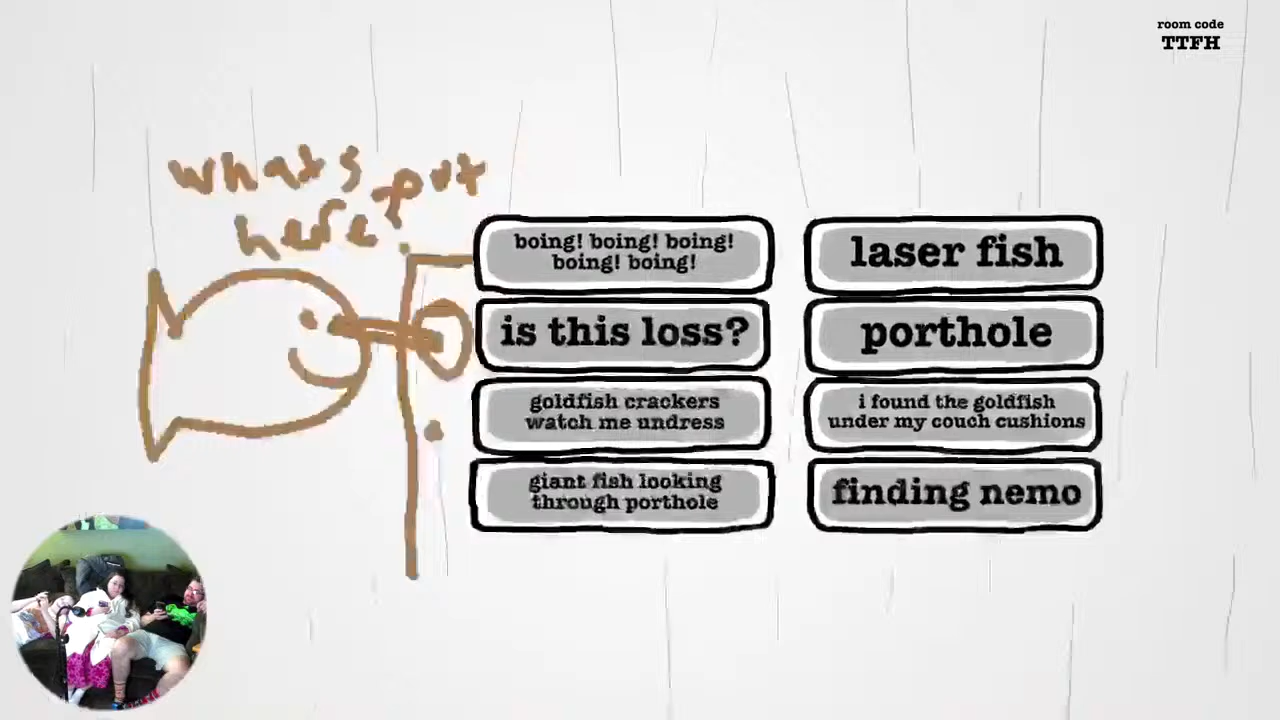 room code
TTFH
whats put
here?
boing! boing! boing!
boing! boing!
laser fish
is this loss?
porthole
goldfish crackers
watch me undress
i found the goldfish
under my couch cushions
giant fish looking
through porthole
finding nemo